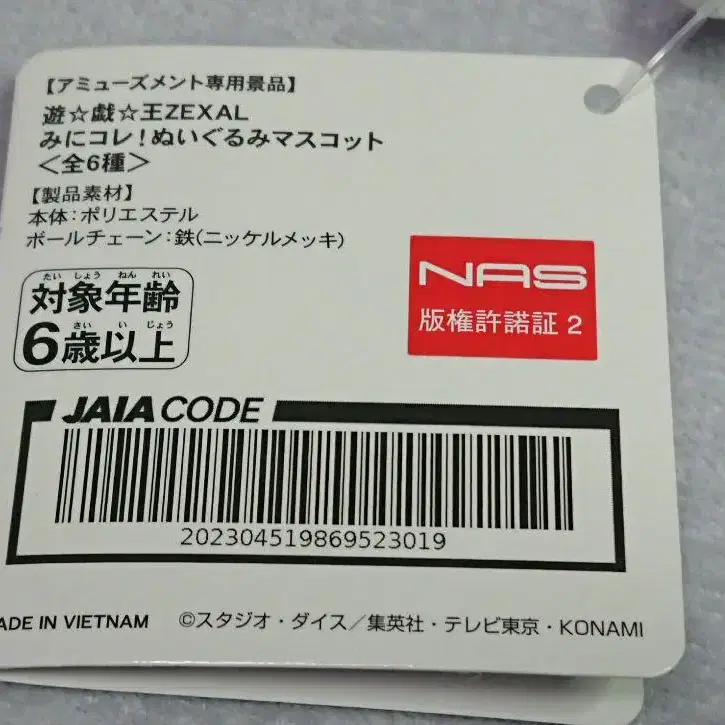 【アミューズメント専用景品】
遊☆戯☆王ZEXAL
みにコレ!ぬいぐるみマスコット
<全6種>
【製品素材】
本体:ポリエステル
ボールチェーン:鉄(ニッケルメッキ)
たいしょうねんれい
対象年齢
さいいじょう
6歳以上
NAS
版権許諾証 2
JAIA CODE
202304519869523019
ADE IN VIETNAM ©スタジオ・ダイス/集英社・テレビ東京・KONAMI